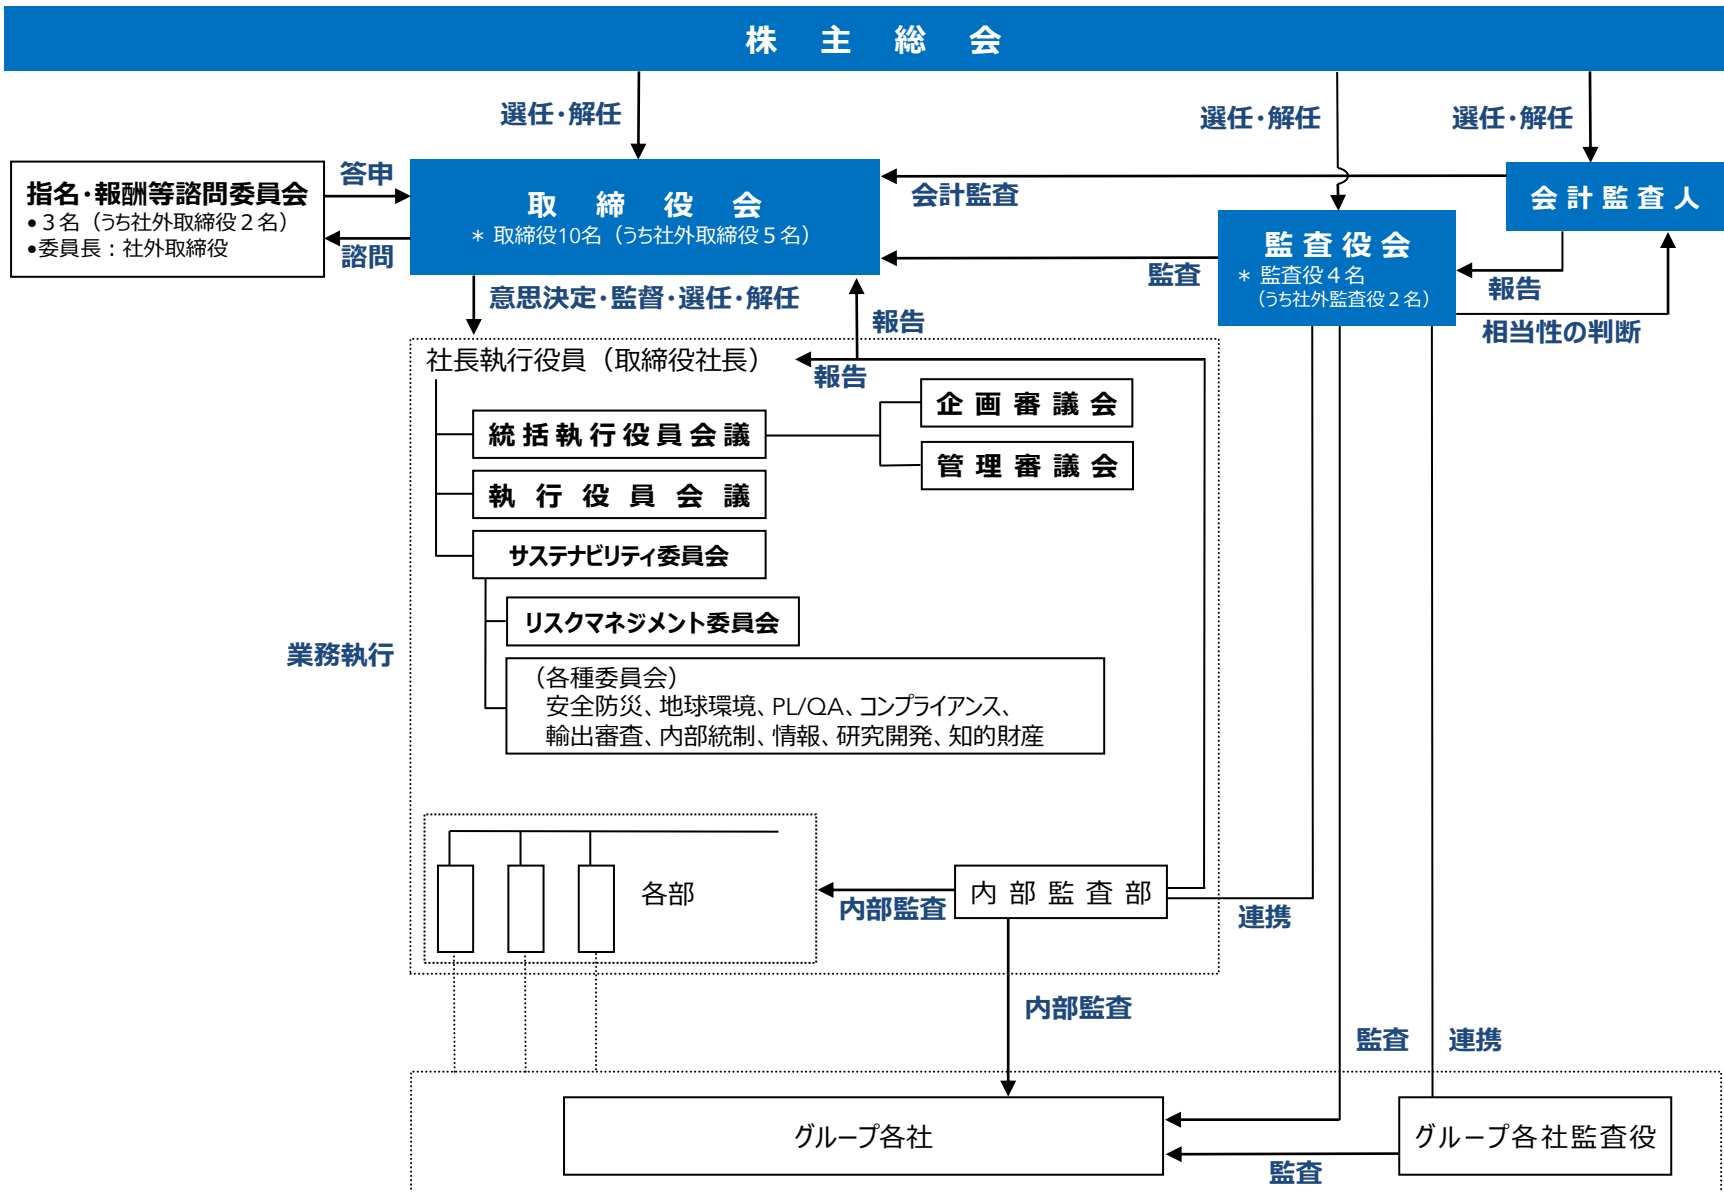 株主総会
選任・解任
選任・解任
選任・解任
指名・報酬等諮問委員会
•３名（うち社外取締役２名）
•委員長：社外取締役
答申
諮問
取締役会
＊ 取締役10名（うち社外取締役５名）
会計監査
会計監査人
監査
監査役会
＊ 監査役４名
（うち社外監査役２名）
報告
相当性の判断
意思決定・監督・選任・解任
報告
社長執行役員（取締役社長）
報告
統括執行役員会議
企画審議会
管理審議会
執行役員会議
サステナビリティ委員会
リスクマネジメント委員会
業務執行
（各種委員会）
安全防災、地球環境、PL/QA、コンプライアンス、
輸出審査、内部統制、情報、研究開発、知的財産
各部
内部監査
内部監査部
連携
内部監査
監査
連携
グループ各社
グループ各社監査役
監査